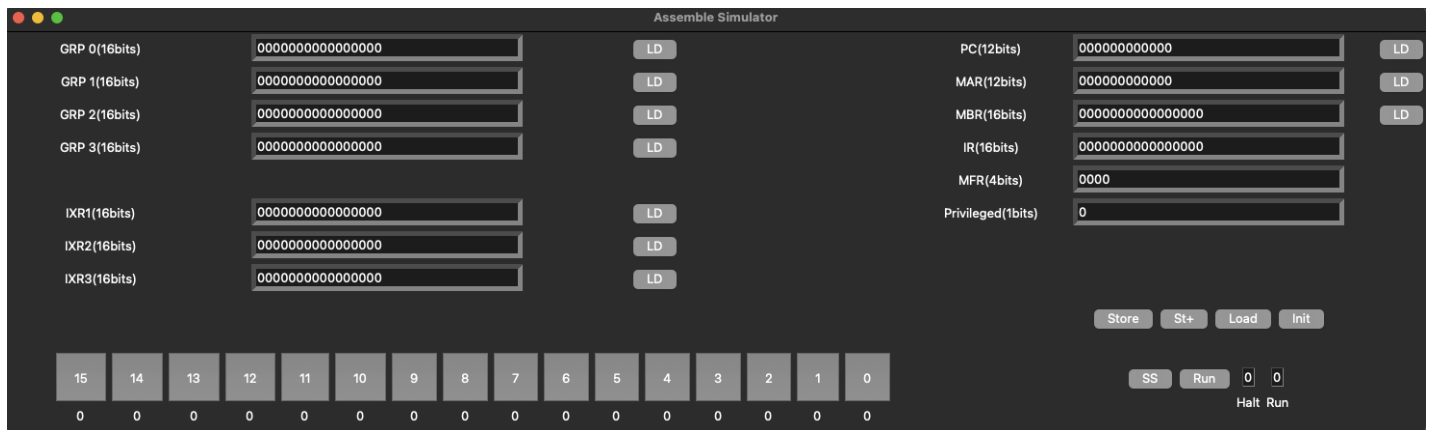 Assemble Simulator
GRP 0(16bits) 0000000000000000 LD PC(12bits) 000000000000 LD
GRP 1(16bits) 0000000000000000 LD MAR(12bits) 000000000000 LD
GRP 2(16bits) 0000000000000000 LD MBR(16bits) 0000000000000000 LD
GRP 3(16bits) 0000000000000000 LD IR(16bits) 0000000000000000
MFR(4bits) 0000
IXR1(16bits) 0000000000000000 LD Privileged(1bits) 0
IXR2(16bits) 0000000000000000 LD
IXR3(16bits) 0000000000000000 LD
Store St+ Load Init
15 14 13 12 11 10 9 8 7 6 5 4 3 2 1 0 SS Run 0 0
Halt Run
0 0 0 0 0 0 0 0 0 0 0 0 0 0 0 0